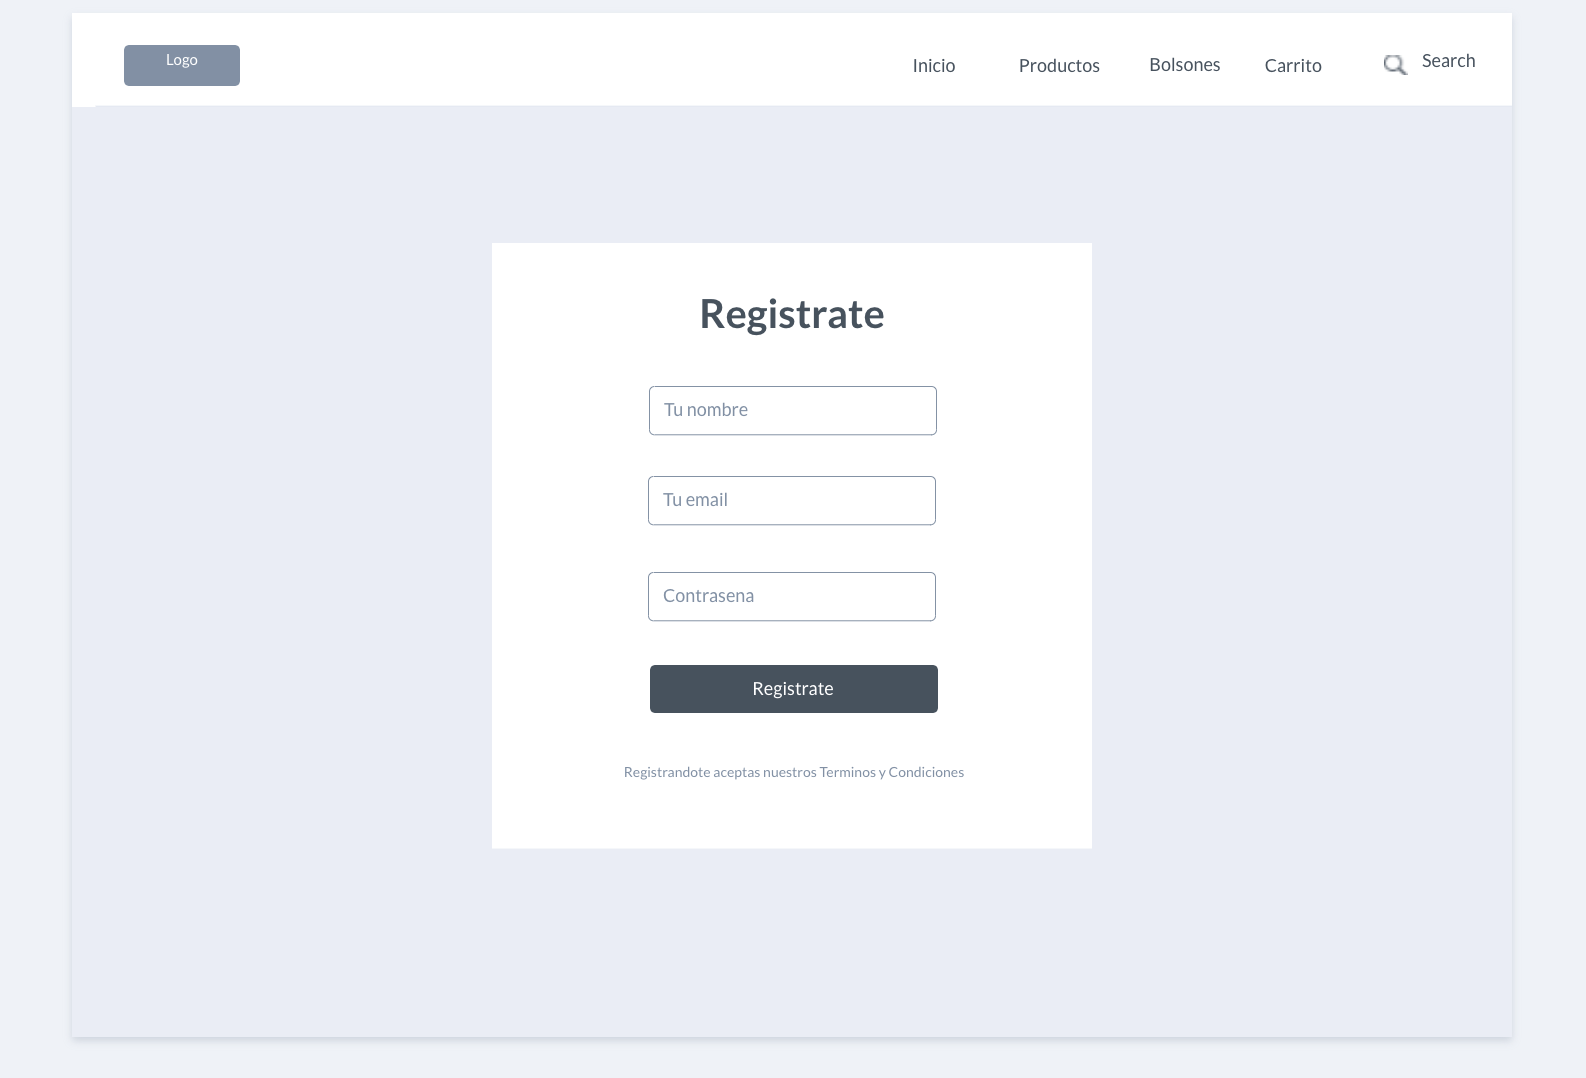 Logo
Inicio
Productos
Bolsones
Carrito
Search
Registrate
Tu nombre
Tu email
Contrasena
Registrate
Registrandote aceptas nuestros Terminos y Condiciones